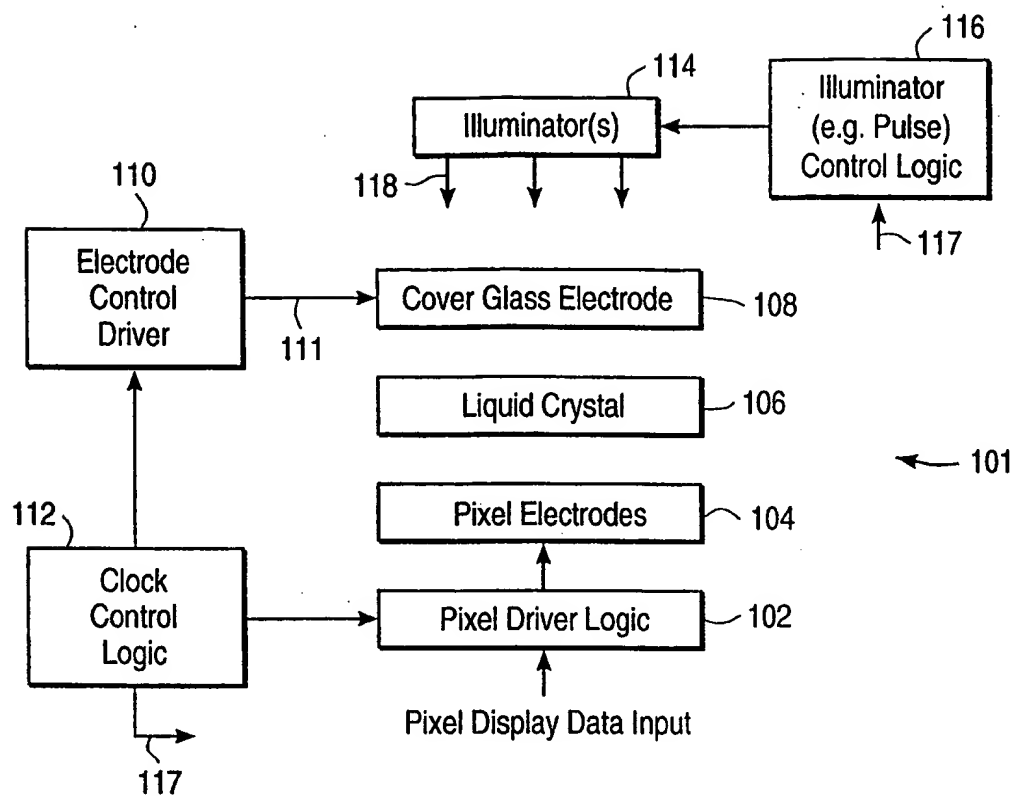 116
114
Illuminator
(e.g. Pulse)
Control Logic
Illuminator(s)
118
117
110
Electrode
Control
Driver
111
Cover Glass Electrode
108
Liquid Crystal
106
101
112
Pixel Electrodes
104
Clock
Control
Logic
Pixel Driver Logic
102
Pixel Display Data Input
117